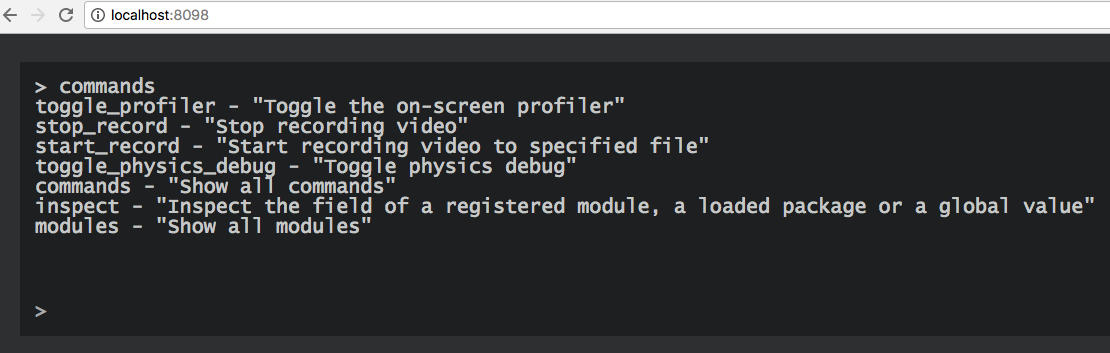 localhost:8098
> commands
toggle_profiler - "Toggle the on-screen profiler"
stop_record - "Stop recording video"
start_record - "Start recording video to specified file"
toggle_physics_debug - "Toggle physics debug"
commands - "Show all commands"
inspect - "Inspect the field of a registered module, a loaded package or a global value"
modules - "Show all modules"
>